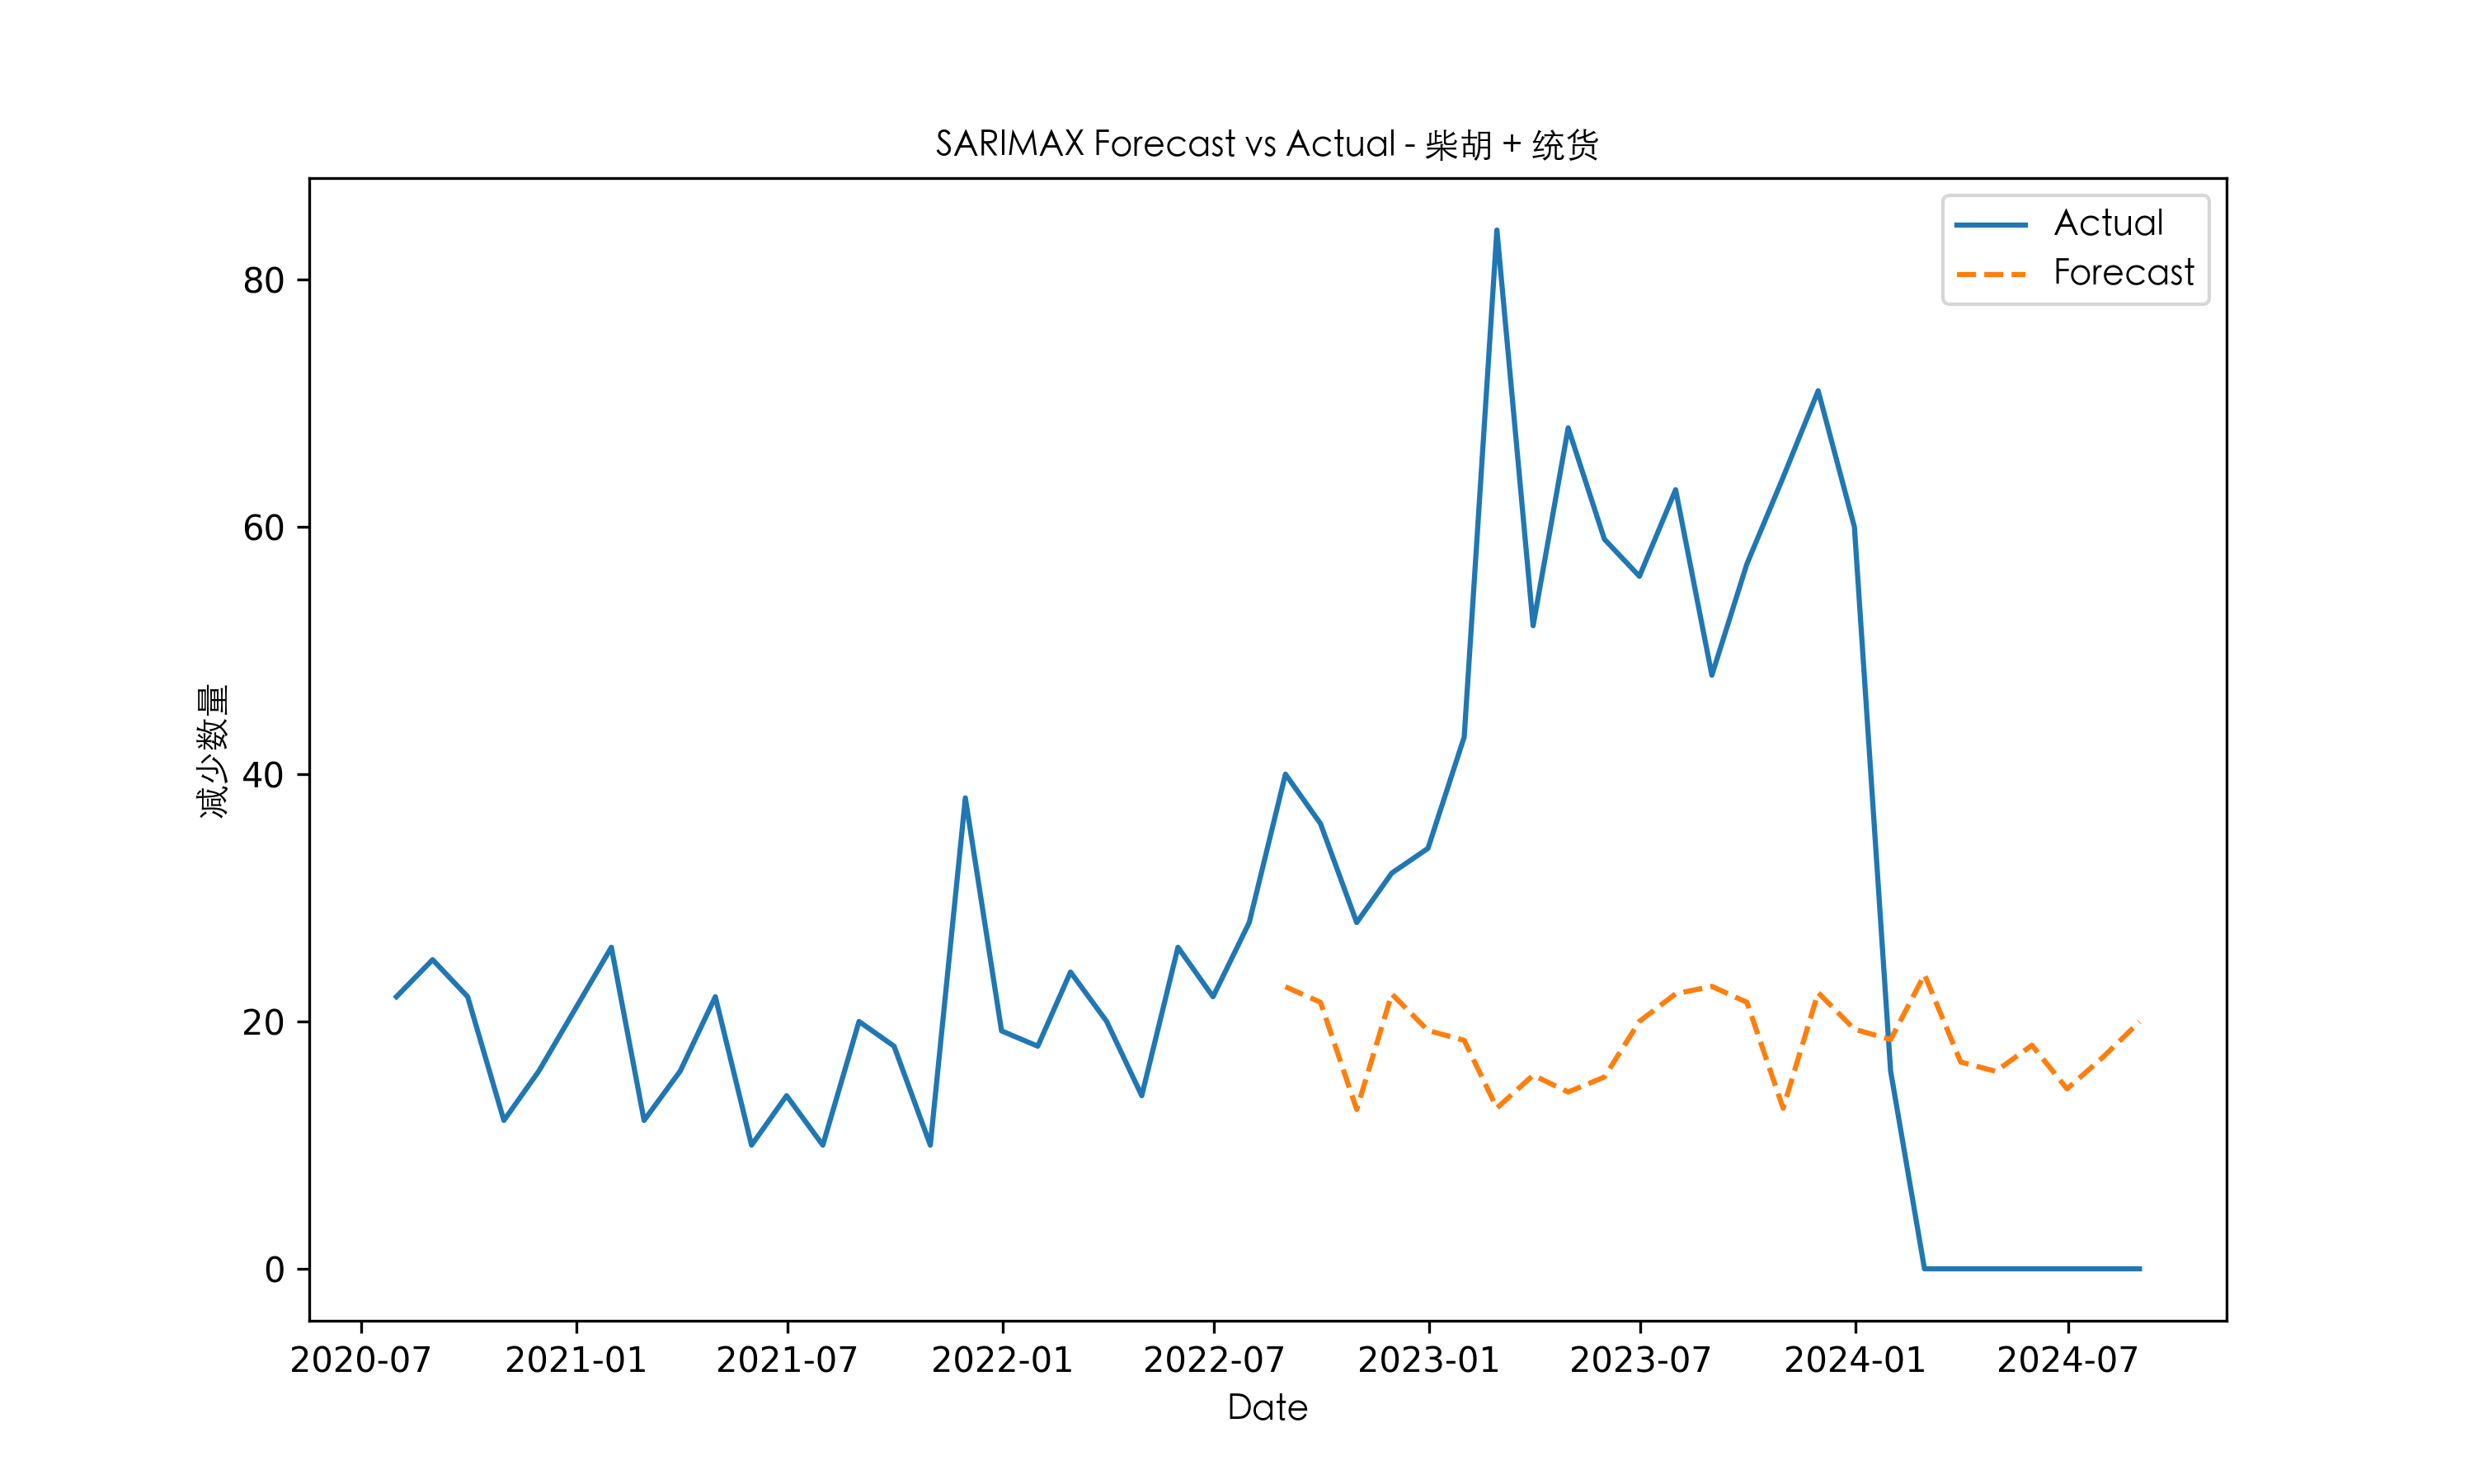 SARIMAX Forecast vs Actual - 柴胡 + 统货
Actual
Forecast
减少数量
80
60
40
20
0
2020-07 2021-01 2021-07 2022-01 2022-07 2023-01 2023-07 2024-01 2024-07
Date